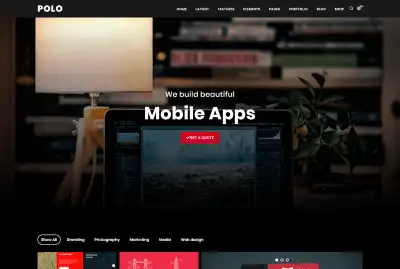 POLO
HOME LAYOUT FEATURES ELEMENTS PAGES PORTFOLIO BLOG SHOP
We build beautiful
Mobile Apps
GET A QUOTE
Show All Branding Photography Marketing Media Web design